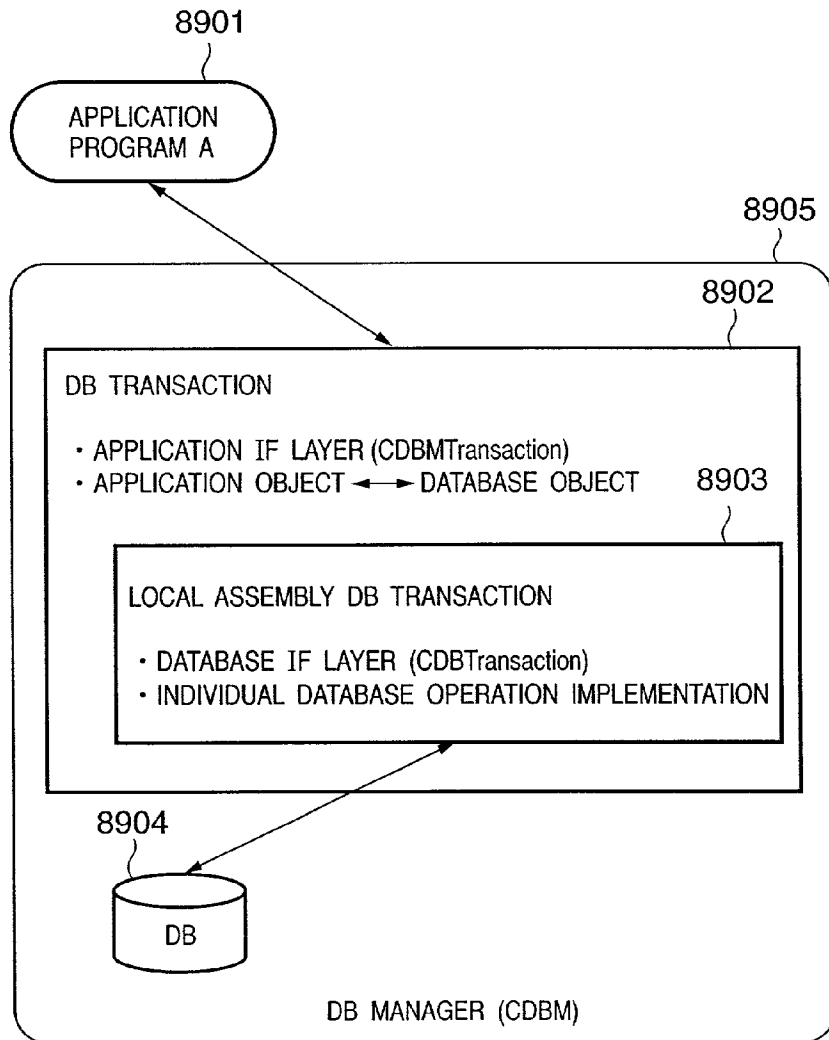 8901
APPLICATION
PROGRAM A
8905
8902
DB TRANSACTION
・APPLICATION IF LAYER (CDBMTransaction)
・APPLICATION OBJECT ↔ DATABASE OBJECT
8903
LOCAL ASSEMBLY DB TRANSACTION
・DATABASE IF LAYER (CDBTransaction)
・INDIVIDUAL DATABASE OPERATION IMPLEMENTATION
8904
DB
DB MANAGER (CDBM)